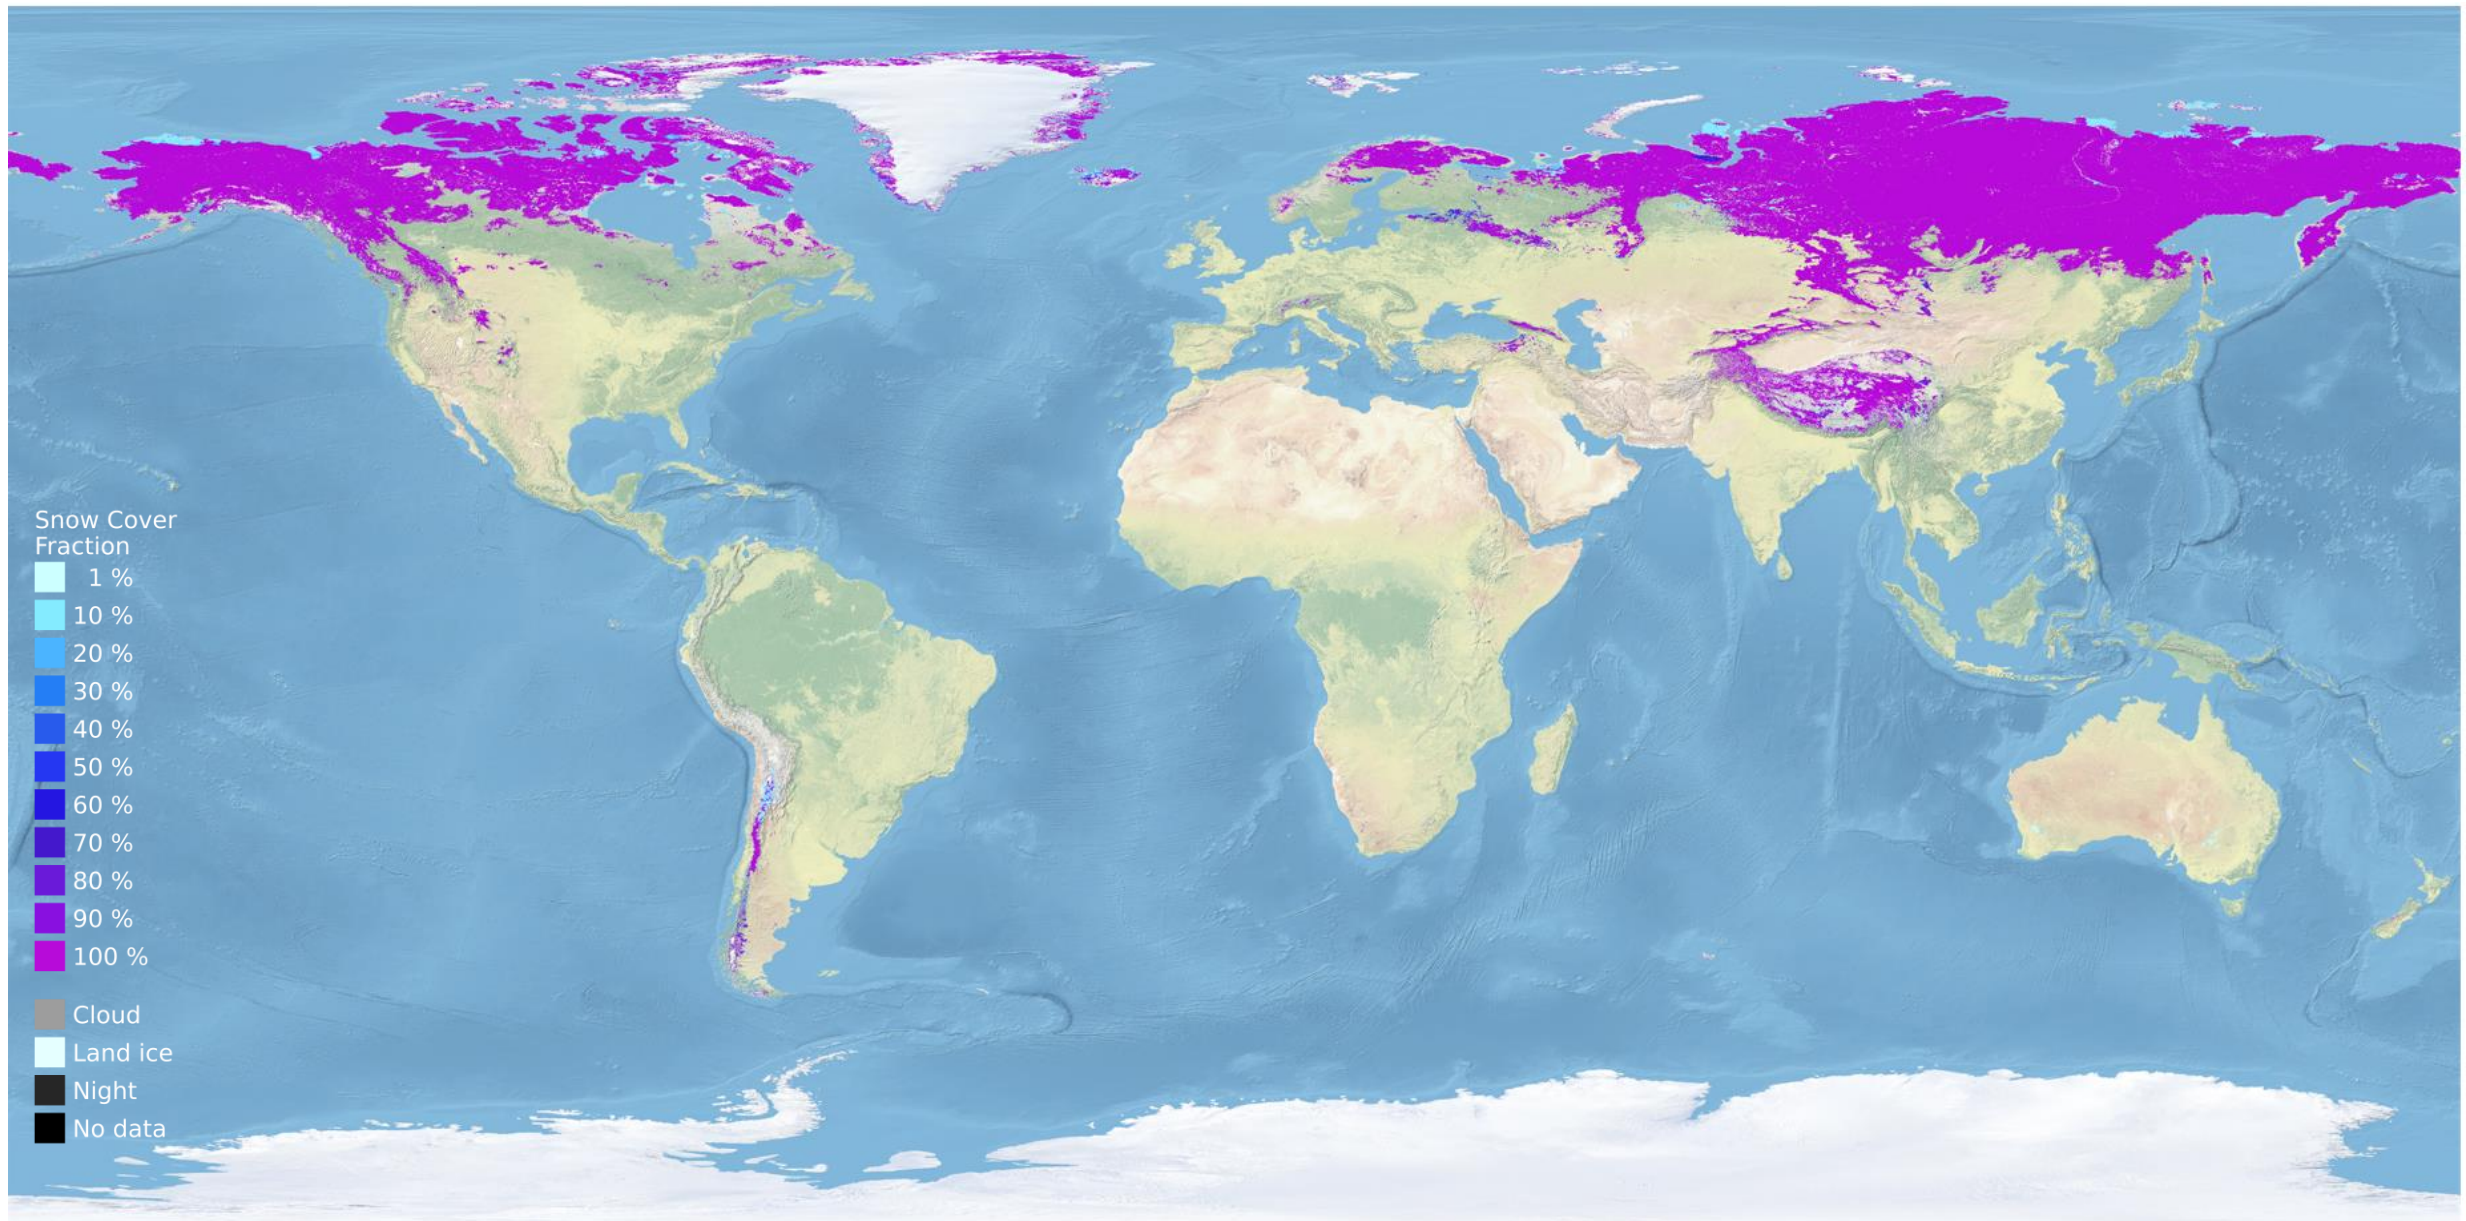 Snow Cover
Fraction
1 %
10 %
20 %
30 %
40 %
50 %
60 %
70 %
80 %
90 %
100 %
Cloud
Land ice
Night
No data